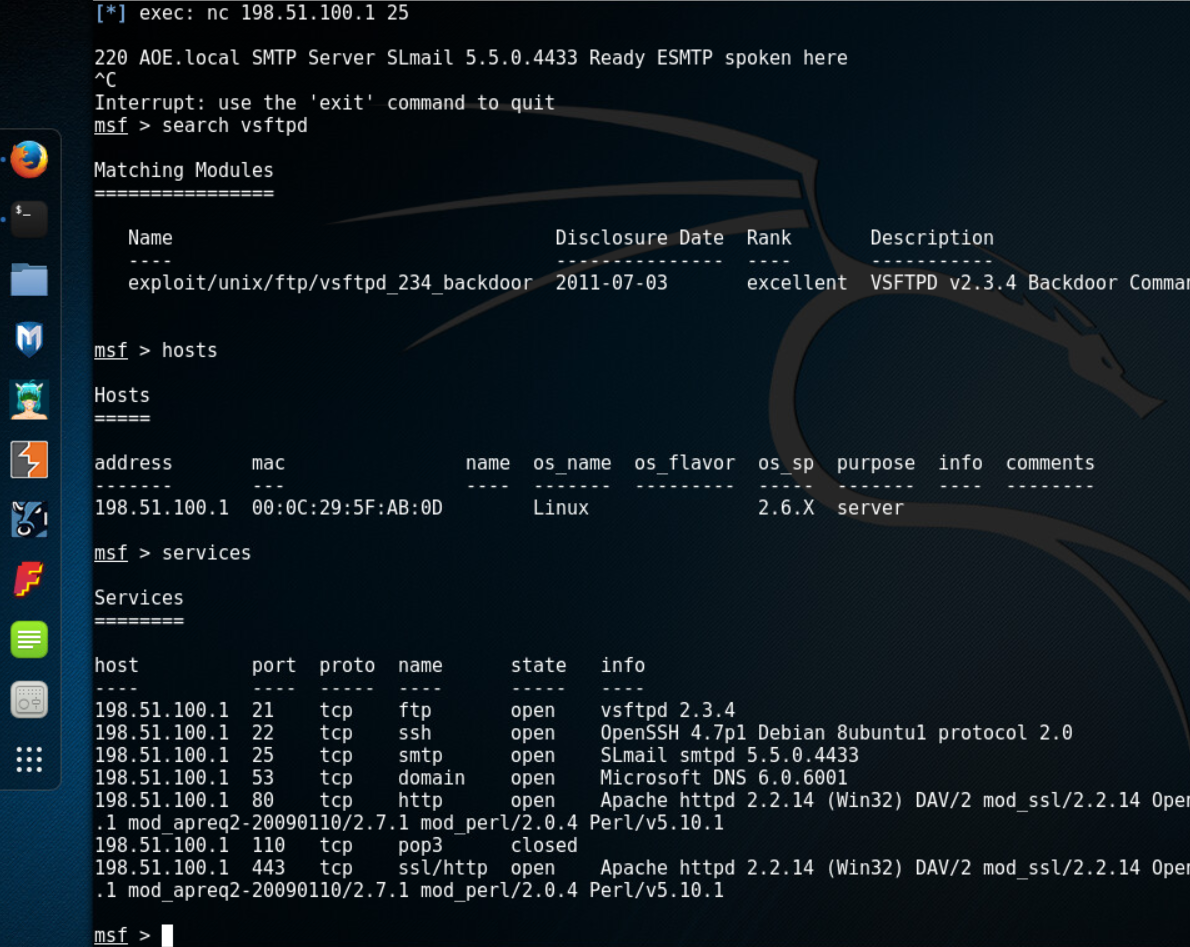 [*] exec: nc 198.51.100.1 25
220 AOE.local SMTP Server SLmail 5.5.0.4433 Ready ESMTP spoken here
^C
Interrupt: use the 'exit' command to quit
msf > search vsftpd
Matching Modules
================
Name Disclosure Date Rank Description
---- --------------- ---- -----------
exploit/unix/ftp/vsftpd_234_backdoor 2011-07-03 excellent VSFTPD v2.3.4 Backdoor Comman
msf > hosts
Hosts
=====
address mac name os_name os_flavor os_sp purpose info comments
------- --- ---- ------- --------- ----- ------- ---- --------
198.51.100.1 00:0C:29:5F:AB:0D Linux 2.6.X server
msf > services
Services
========
host port proto name state info
---- ---- ----- ---- ----- ----
198.51.100.1 21 tcp ftp open vsftpd 2.3.4
198.51.100.1 22 tcp ssh open OpenSSH 4.7p1 Debian 8ubuntu1 protocol 2.0
198.51.100.1 25 tcp smtp open SLmail smtpd 5.5.0.4433
198.51.100.1 53 tcp domain open Microsoft DNS 6.0.6001
198.51.100.1 80 tcp http open Apache httpd 2.2.14 (Win32) DAV/2 mod_ssl/2.2.14 Open
.1 mod_apreq2-20090110/2.7.1 mod_perl/2.0.4 Perl/v5.10.1
198.51.100.1 110 tcp pop3 closed
198.51.100.1 443 tcp ssl/http open Apache httpd 2.2.14 (Win32) DAV/2 mod_ssl/2.2.14 Open
.1 mod_apreq2-20090110/2.7.1 mod_perl/2.0.4 Perl/v5.10.1
msf >